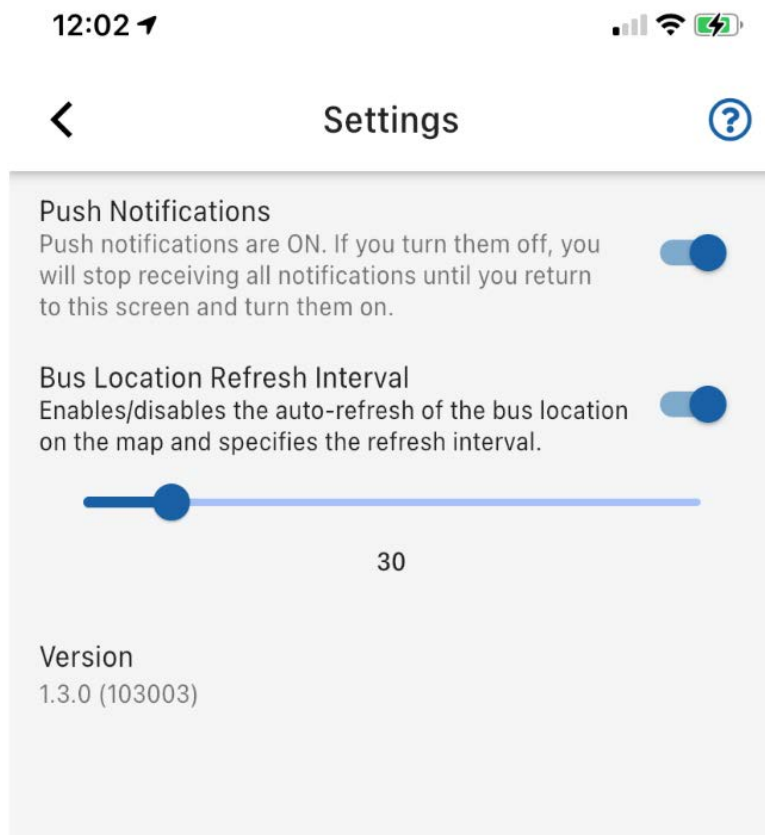 12:02
Settings
?
Push Notifications
Push notifications are ON. If you turn them off, you
will stop receiving all notifications until you return
to this screen and turn them on.
Bus Location Refresh Interval
Enables/disables the auto-refresh of the bus location
on the map and specifies the refresh interval.
30
Version
1.3.0 (103003)